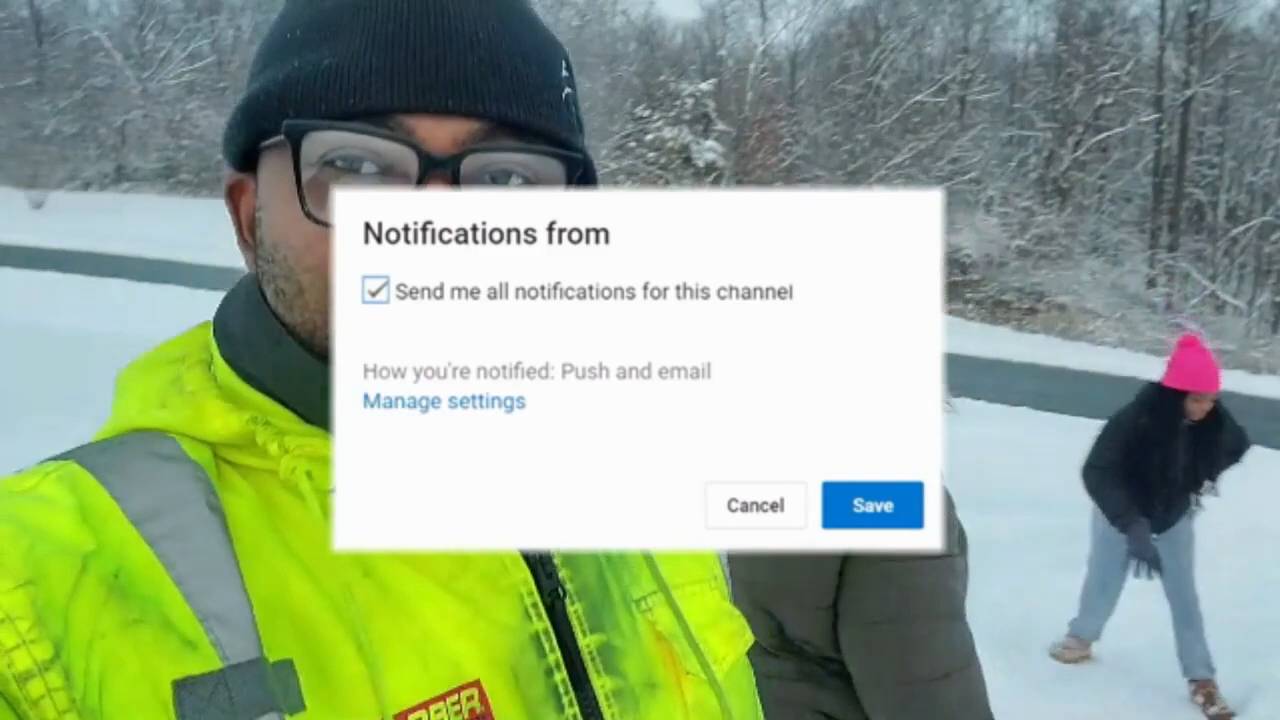 Notifications from
Send me all notifications for this channel
How you're notified: Push and email
Manage settings
Cancel
Save